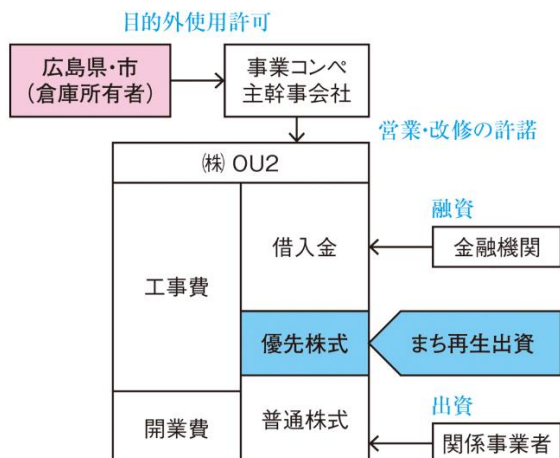 目的外使用許可
広島県・市
（倉庫所有者）
事業コンペ
主幹事会社
営業・改修の許諾
㈱ OU2
融資
借入金
金融機関
工事費
優先株式
まち再生出資
出資
普通株式
開業費
関係事業者